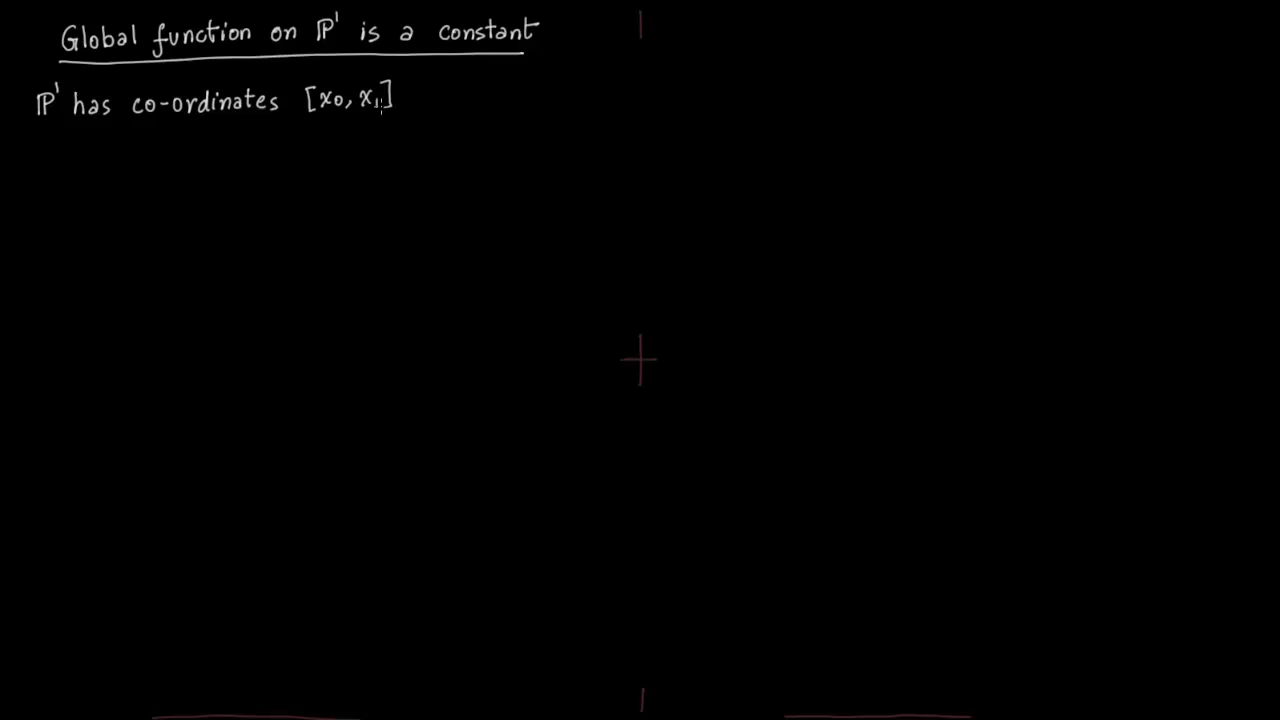 Global function on ℙ¹ is a constant
ℙ¹ has co-ordinates [x₀, x₁]